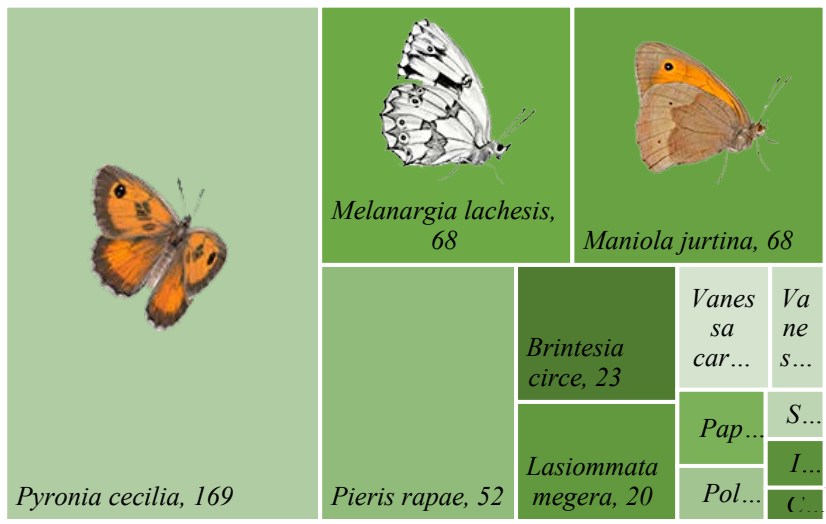 Melanargia lachesis,
68
Maniola jurtina, 68
Pyronia cecilia, 169
Pieris rapae, 52
Brintesia
circe, 23
Lasiommata
megera, 20
Vanes
sa
car...
Va
ne
s...
Pap...
Pol...
S...
I...